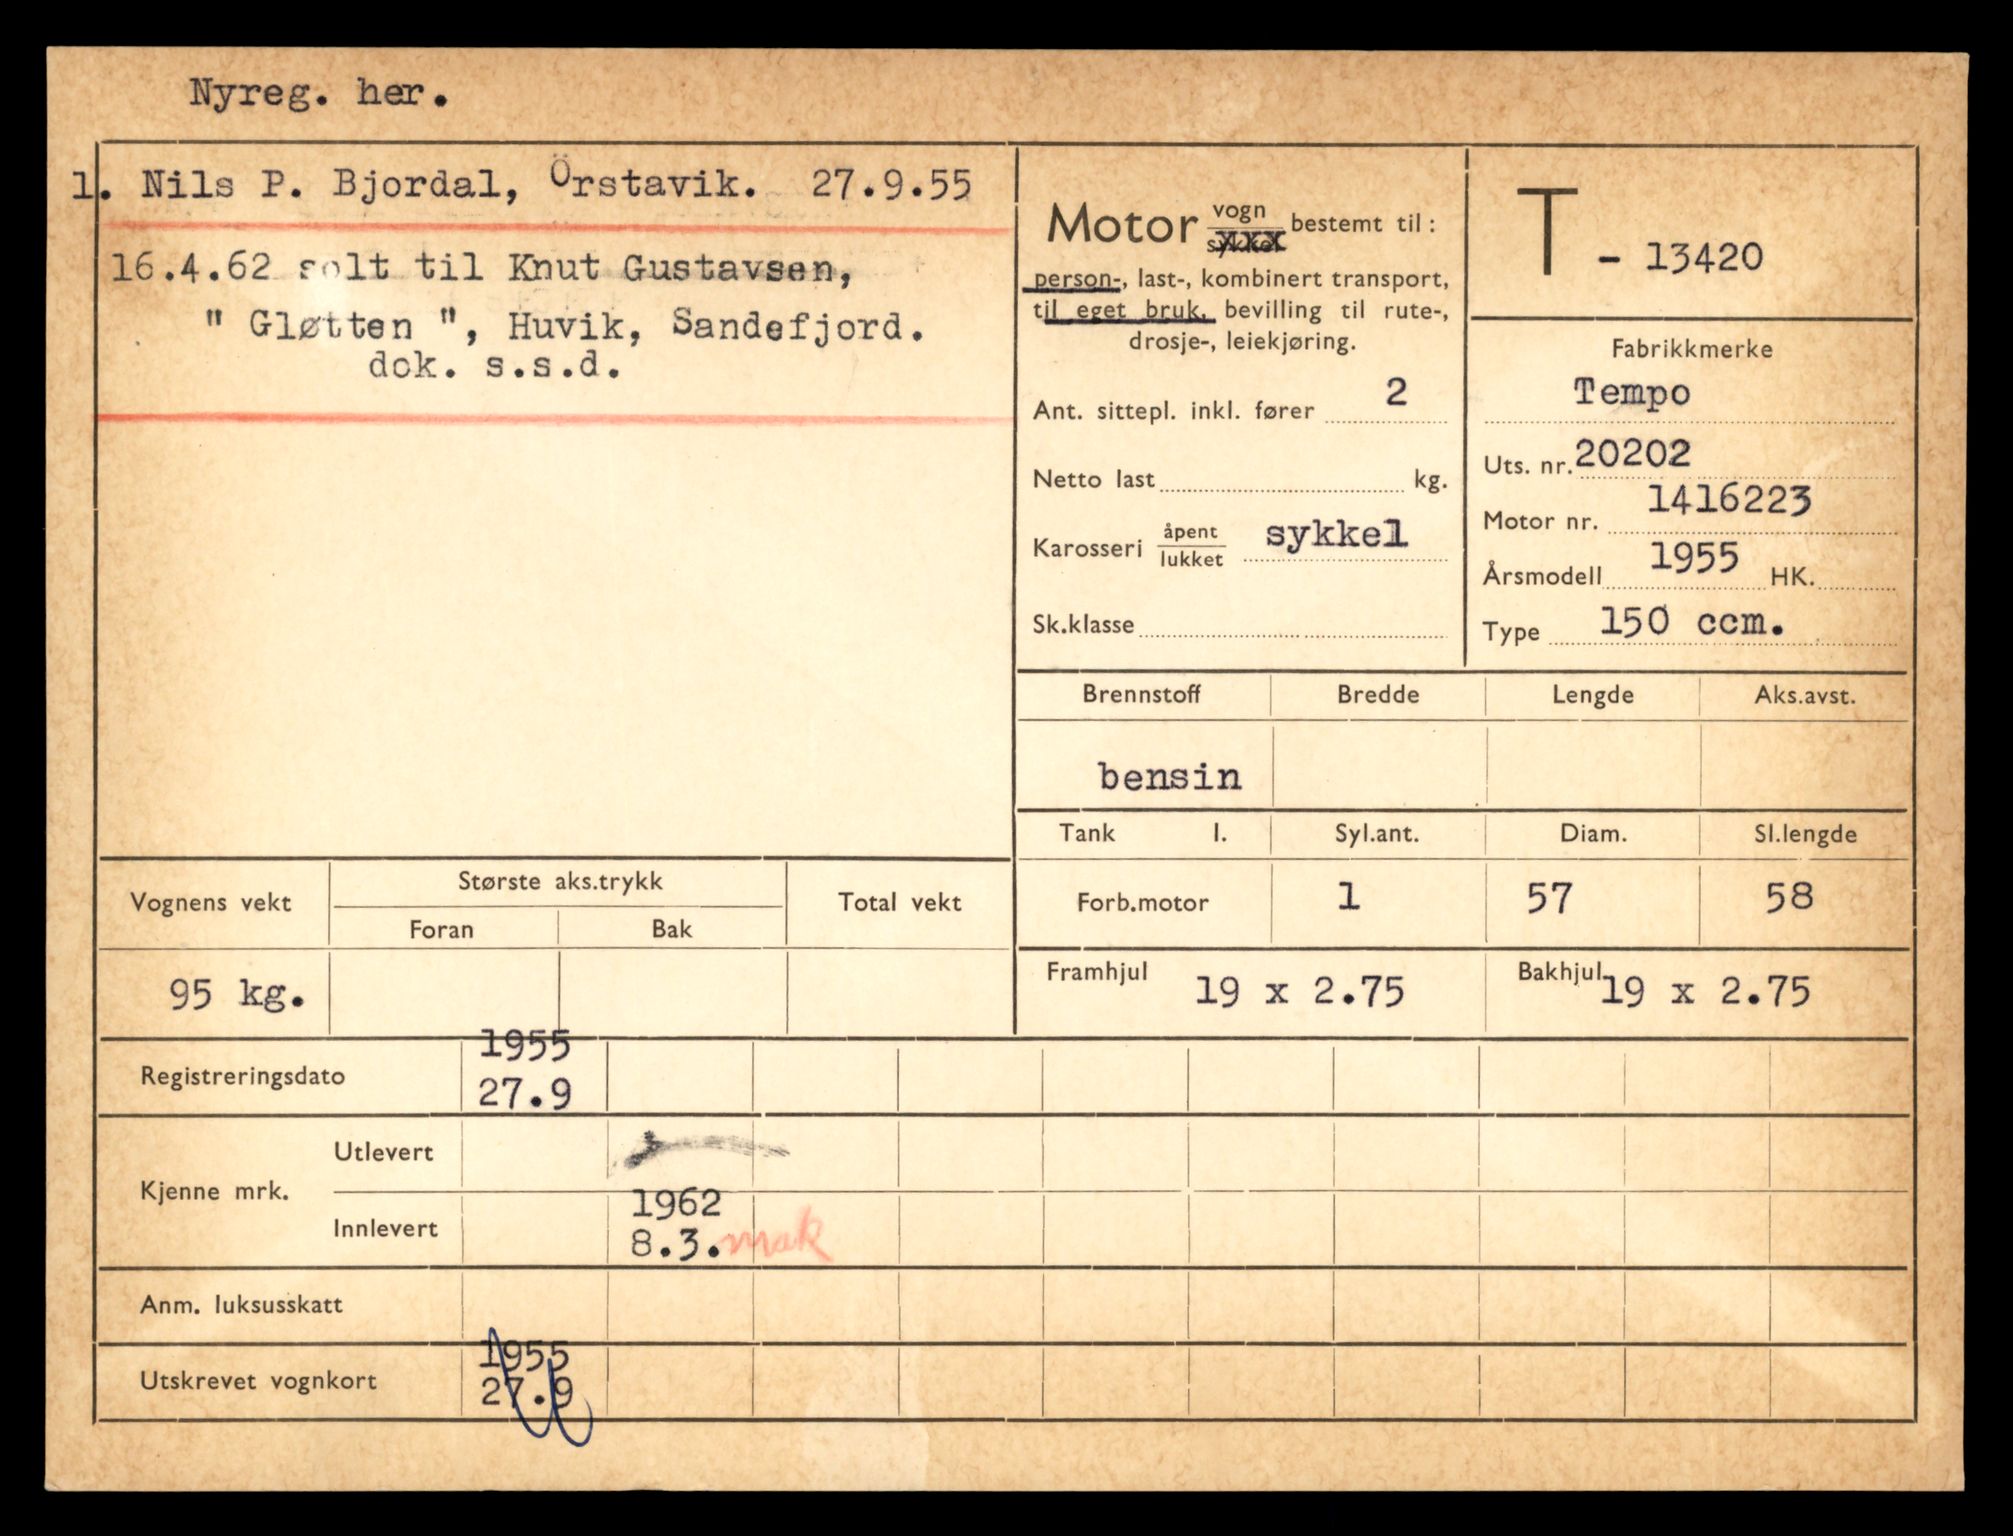 Nyreg. her.
1. Nils P. Bjordal, Örstavik. 27.9.55
16.4.62 solt til Knut Gustavsen,
" Gløtten ", Huvik, Sandefjord.
dok. s.s.d.
Motor vogn sykkel bestemt til:
person-, last-, kombinert transport,
til eget bruk, bevilling til rute-,
drosje-, leiekjøring.
Ant. sittepl. inkl. fører 2
Netto last kg.
Karosseri åpent lukket sykkel
Sk.klasse
T - 13420
Fabrikkmerke
Tempo
Uts. nr. 20202
Motor nr. 1416223
Årsmodell 1955 HK.
Type 150 ccm.
Brennstoff Bredde Lengde Aks.avst.
bensin
Tank l. Syl.ant. Diam. Sl.lengde
Forb.motor 1 57 58
Framhjul 19 x 2.75 Bakhjul 19 x 2.75
Vognens vekt Største aks.trykk Total vekt
Foran Bak
95 kg.
Registreringsdato 1955
27.9
Kjenne mrk. Utlevert
Innlevert 1962
8.3. mak
Anm. luksusskatt
Utskrevet vognkort 1955
27.9